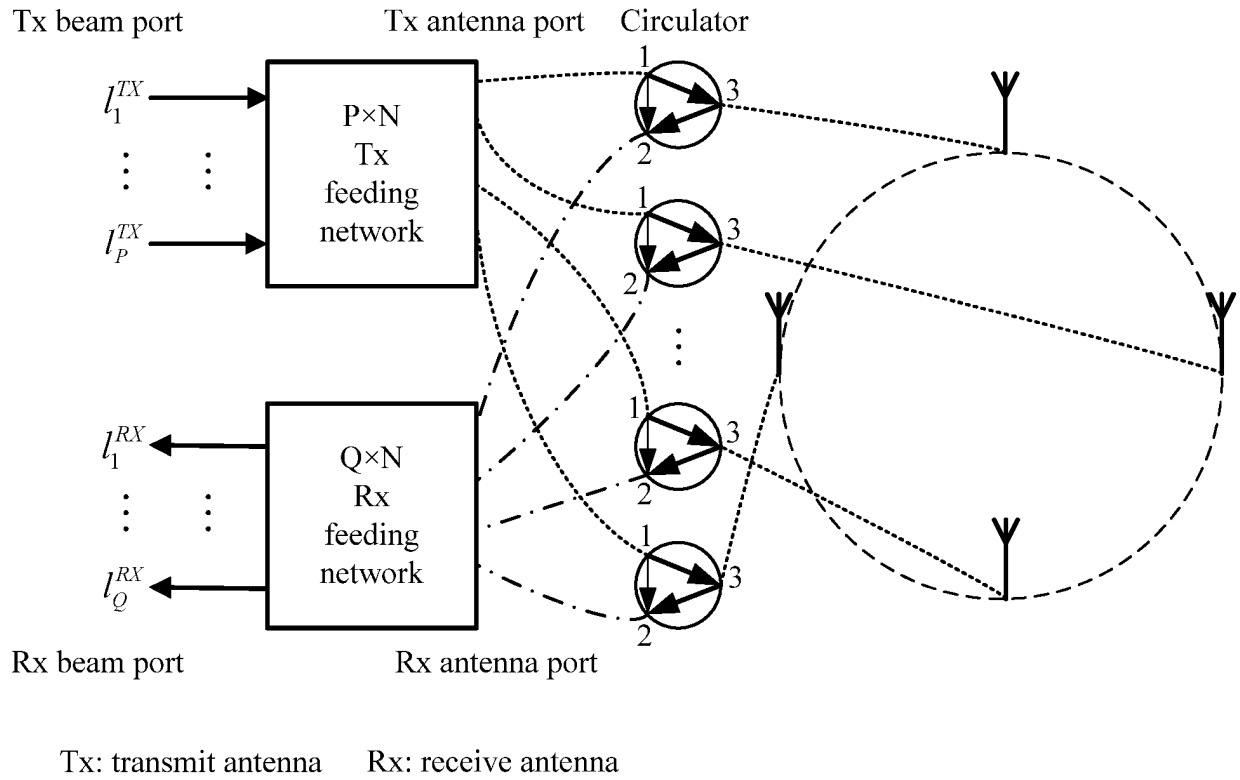 Tx beam port
Tx antenna port
Circulator
l_1^{TX}
⋮ ⋮
l_P^{TX}
P×N
Tx
feeding
network
1
3
2
1
3
2
⋮
1
3
2
1
3
2
l_1^{RX}
⋮ ⋮
l_Q^{RX}
Q×N
Rx
feeding
network
Rx beam port
Rx antenna port
Tx: transmit antenna Rx: receive antenna